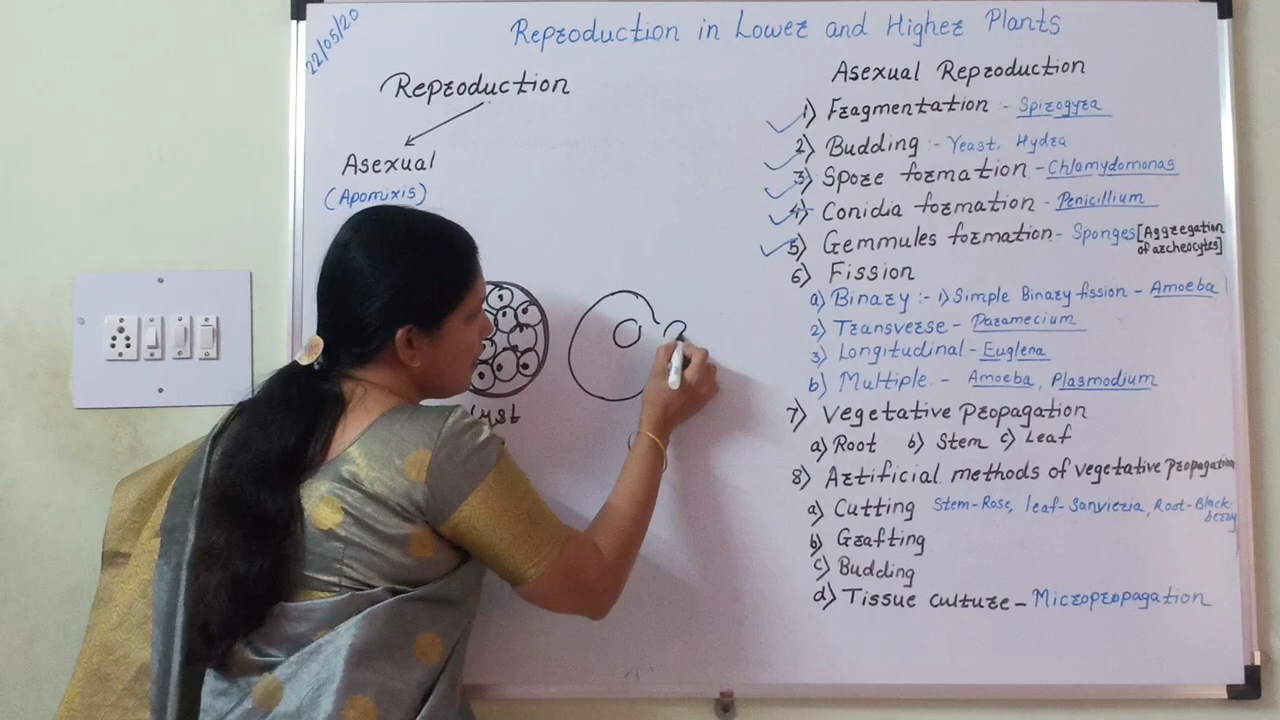 22/05/20
Reproduction in Lower and Higher Plants
Reproduction
Asexual
(Apomixis)
Asexual Reproduction
1) Fragmentation :- Spirogyra
2) Budding :- Yeast, Hydra
3) Spore formation - Chlamydomonas
4) Conidia formation - Penicillium
5) Gemmules formation - Sponges [Aggregation
of archeocytes]
6) Fission
a) Binary :- 1) Simple Binary fission - Amoeba
2) Transverse - Paramecium
3) Longitudinal - Euglena
b) Multiple - Amoeba, Plasmodium
7) Vegetative Propagation
a) Root b) Stem c) Leaf
8) Artificial methods of vegetative propagation
a) Cutting Stem-Rose, leaf-Sanvieria, Root-Black-
berry
b) Grafting
c) Budding
d) Tissue culture - Micropropagation